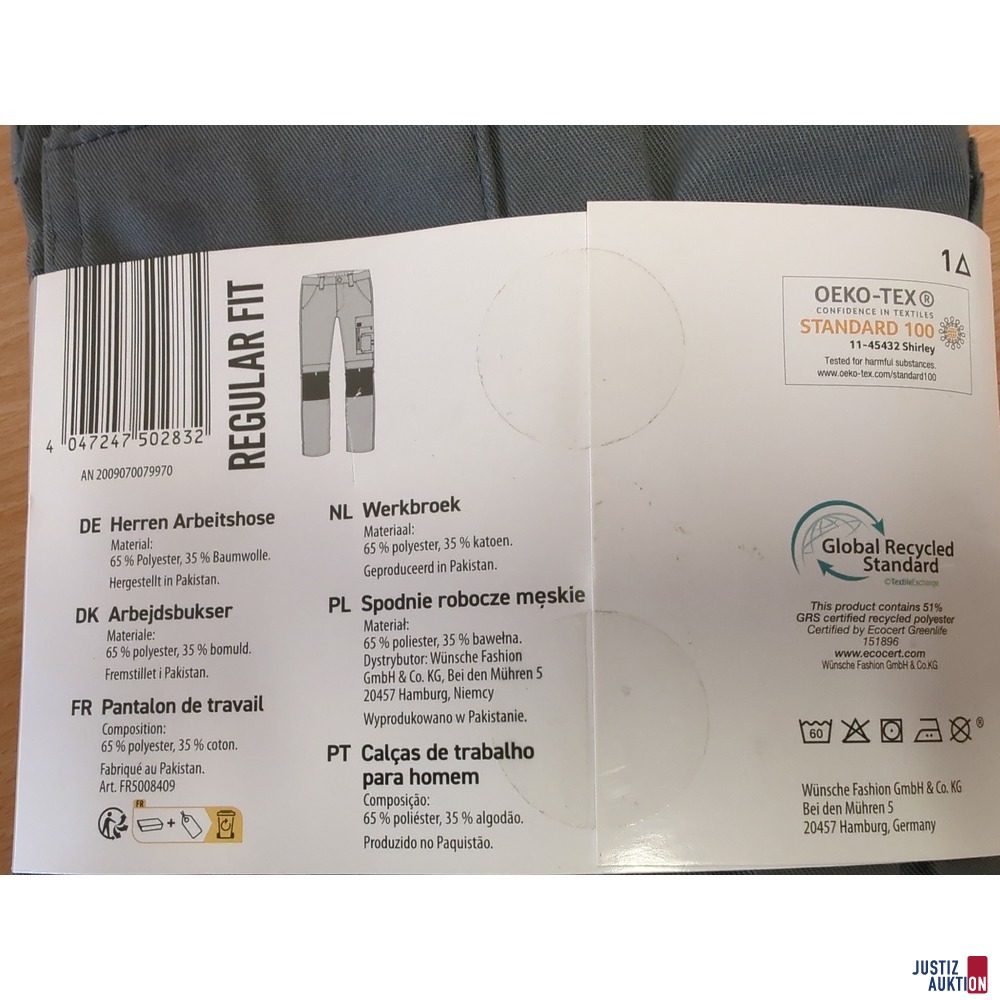 4 047247 502832
AN 2009070079970
REGULAR FIT
DE Herren Arbeitshose
Material:
65 % Polyester, 35 % Baumwolle.
Hergestellt in Pakistan.
DK Arbejdsbukser
Materiale:
65 % polyester, 35 % bomuld.
Fremstillet i Pakistan.
FR Pantalon de travail
Composition:
65 % polyester, 35 % coton.
Fabriqué au Pakistan.
Art. FR5008409
FR
+
NL Werkbroek
Materiaal:
65 % polyester, 35 % katoen.
Geproduceerd in Pakistan.
PL Spodnie robocze męskie
Materiał:
65 % poliester, 35 % bawełna.
Dystrybutor: Wünsche Fashion
GmbH & Co. KG, Bei den Mühren 5
20457 Hamburg, Niemcy
Wyprodukowano w Pakistanie.
PT Calças de trabalho
para homem
Composição:
65 % poliéster, 35 % algodão.
Produzido no Paquistão.
1
OEKO-TEX®
CONFIDENCE IN TEXTILES
STANDARD 100
11-45432 Shirley
Tested for harmful substances.
www.oeko-tex.com/standard100
Global Recycled
Standard
©TextileExchange
This product contains 51%
GRS certified recycled polyester
Certified by Ecocert Greenlife
151896
www.ecocert.com
Wünsche Fashion GmbH & Co.KG
60 ®
Wünsche Fashion GmbH & Co. KG
Bei den Mühren 5
20457 Hamburg, Germany
JUSTIZ
AUKTION